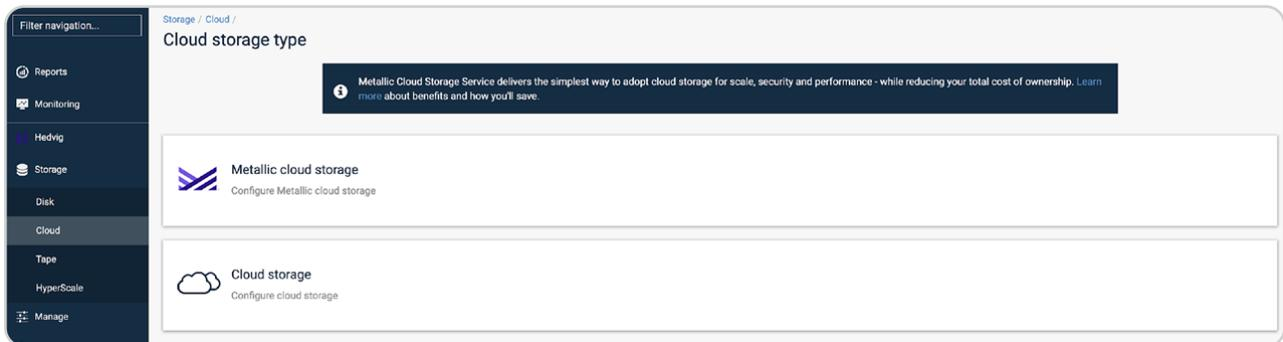 Filter navigation...
Reports
Monitoring
Hedvig
Storage
Disk
Cloud
Tape
HyperScale
Manage
Storage / Cloud /
Cloud storage type
Metallic Cloud Storage Service delivers the simplest way to adopt cloud storage for scale, security and performance - while reducing your total cost of ownership. Learn
more about benefits and how you'll save.
Metallic cloud storage
Configure Metallic cloud storage
Cloud storage
Configure cloud storage